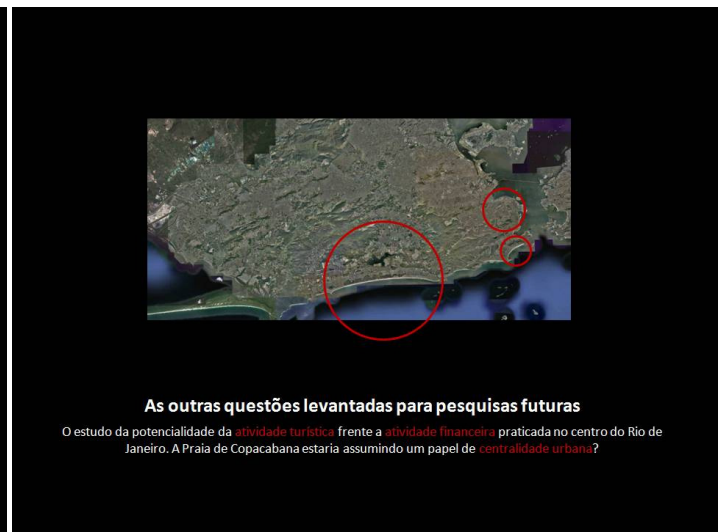 As outras questões levantadas para pesquisas futuras
O estudo da potencialidade da atividade turística frente a atividade financeira praticada no centro do Rio de
Janeiro. A Praia de Copacabana estaria assumindo um papel de centralidade urbana?